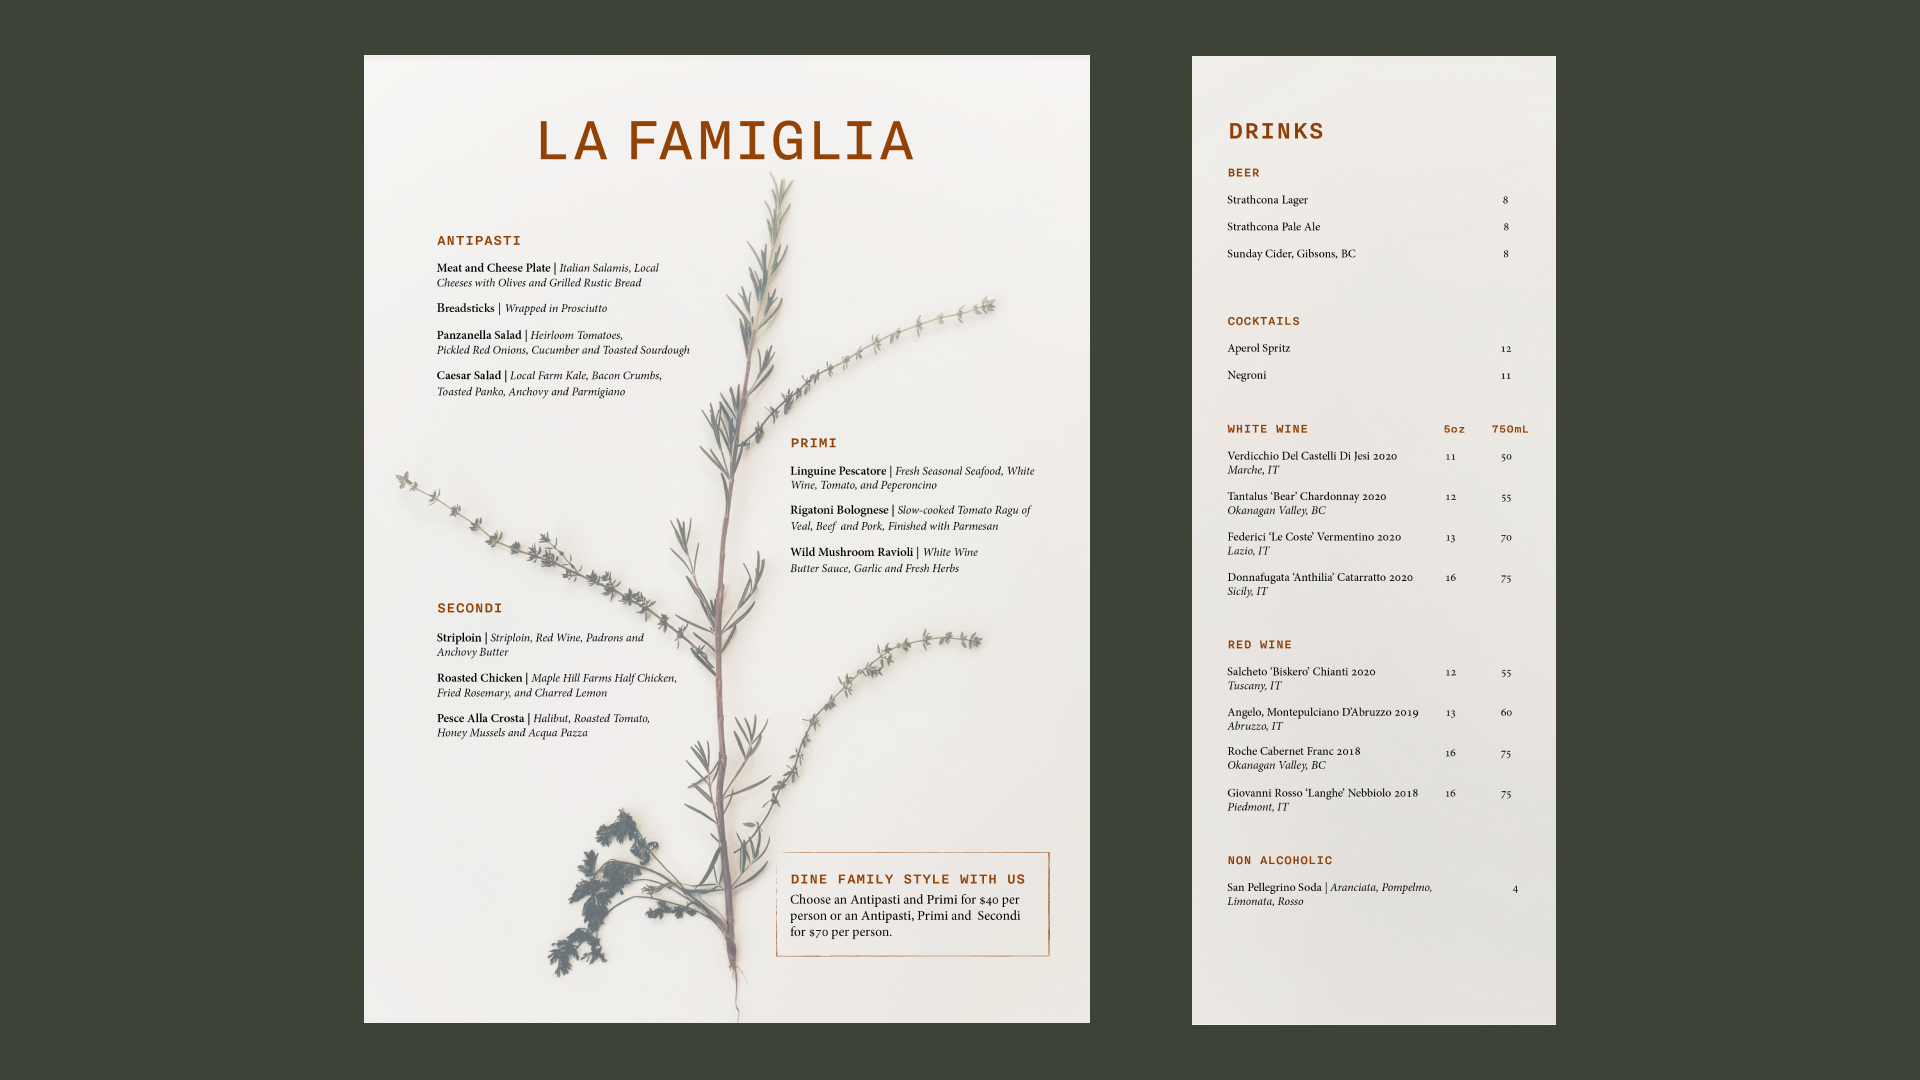 LA FAMIGLIA
ANTIPASTI
Meat and Cheese Plate | Italian Salamis, Local
Cheeses with Olives and Grilled Rustic Bread
Breadsticks | Wrapped in Prosciutto
Panzanella Salad | Heirloom Tomatoes,
Pickled Red Onions, Cucumber and Toasted Sourdough
Caesar Salad | Local Farm Kale, Bacon Crumbs,
Toasted Panko, Anchovy and Parmigiano
PRIMI
Linguine Pescatore | Fresh Seasonal Seafood, White
Wine, Tomato, and Peperoncino
Rigatoni Bolognese | Slow-cooked Tomato Ragu of
Veal, Beef and Pork, Finished with Parmesan
Wild Mushroom Ravioli | White Wine
Butter Sauce, Garlic and Fresh Herbs
SECONDI
Striploin | Striploin, Red Wine, Padrons and
Anchovy Butter
Roasted Chicken | Maple Hill Farms Half Chicken,
Fried Rosemary, and Charred Lemon
Pesce Alla Crosta | Halibut, Roasted Tomato,
Honey Mussels and Acqua Pazza
DINE FAMILY STYLE WITH US
Choose an Antipasti and Primi for $40 per
person or an Antipasti, Primi and Secondi
for $70 per person.
DRINKS
BEER
Strathcona Lager 8
Strathcona Pale Ale 8
Sunday Cider, Gibsons, BC 8
COCKTAILS
Aperol Spritz 12
Negroni 11
WHITE WINE 5oz 750mL
Verdicchio Del Castelli Di Jesi 2020 11 50
Marche, IT
Tantalus ‘Bear’ Chardonnay 2020 12 55
Okanagan Valley, BC
Federici ‘Le Coste’ Vermentino 2020 13 70
Lazio, IT
Donnafugata ‘Anthilia’ Catarratto 2020 16 75
Sicily, IT
RED WINE
Salcheto ‘Biskero’ Chianti 2020 12 55
Tuscany, IT
Angelo, Montepulciano D’Abruzzo 2019 13 60
Abruzzo, IT
Roche Cabernet Franc 2018 16 75
Okanagan Valley, BC
Giovanni Rosso ‘Langhe’ Nebbiolo 2018 16 75
Piedmont, IT
NON ALCOHOLIC
San Pellegrino Soda | Aranciata, Pompelmo, 4
Limonata, Rosso